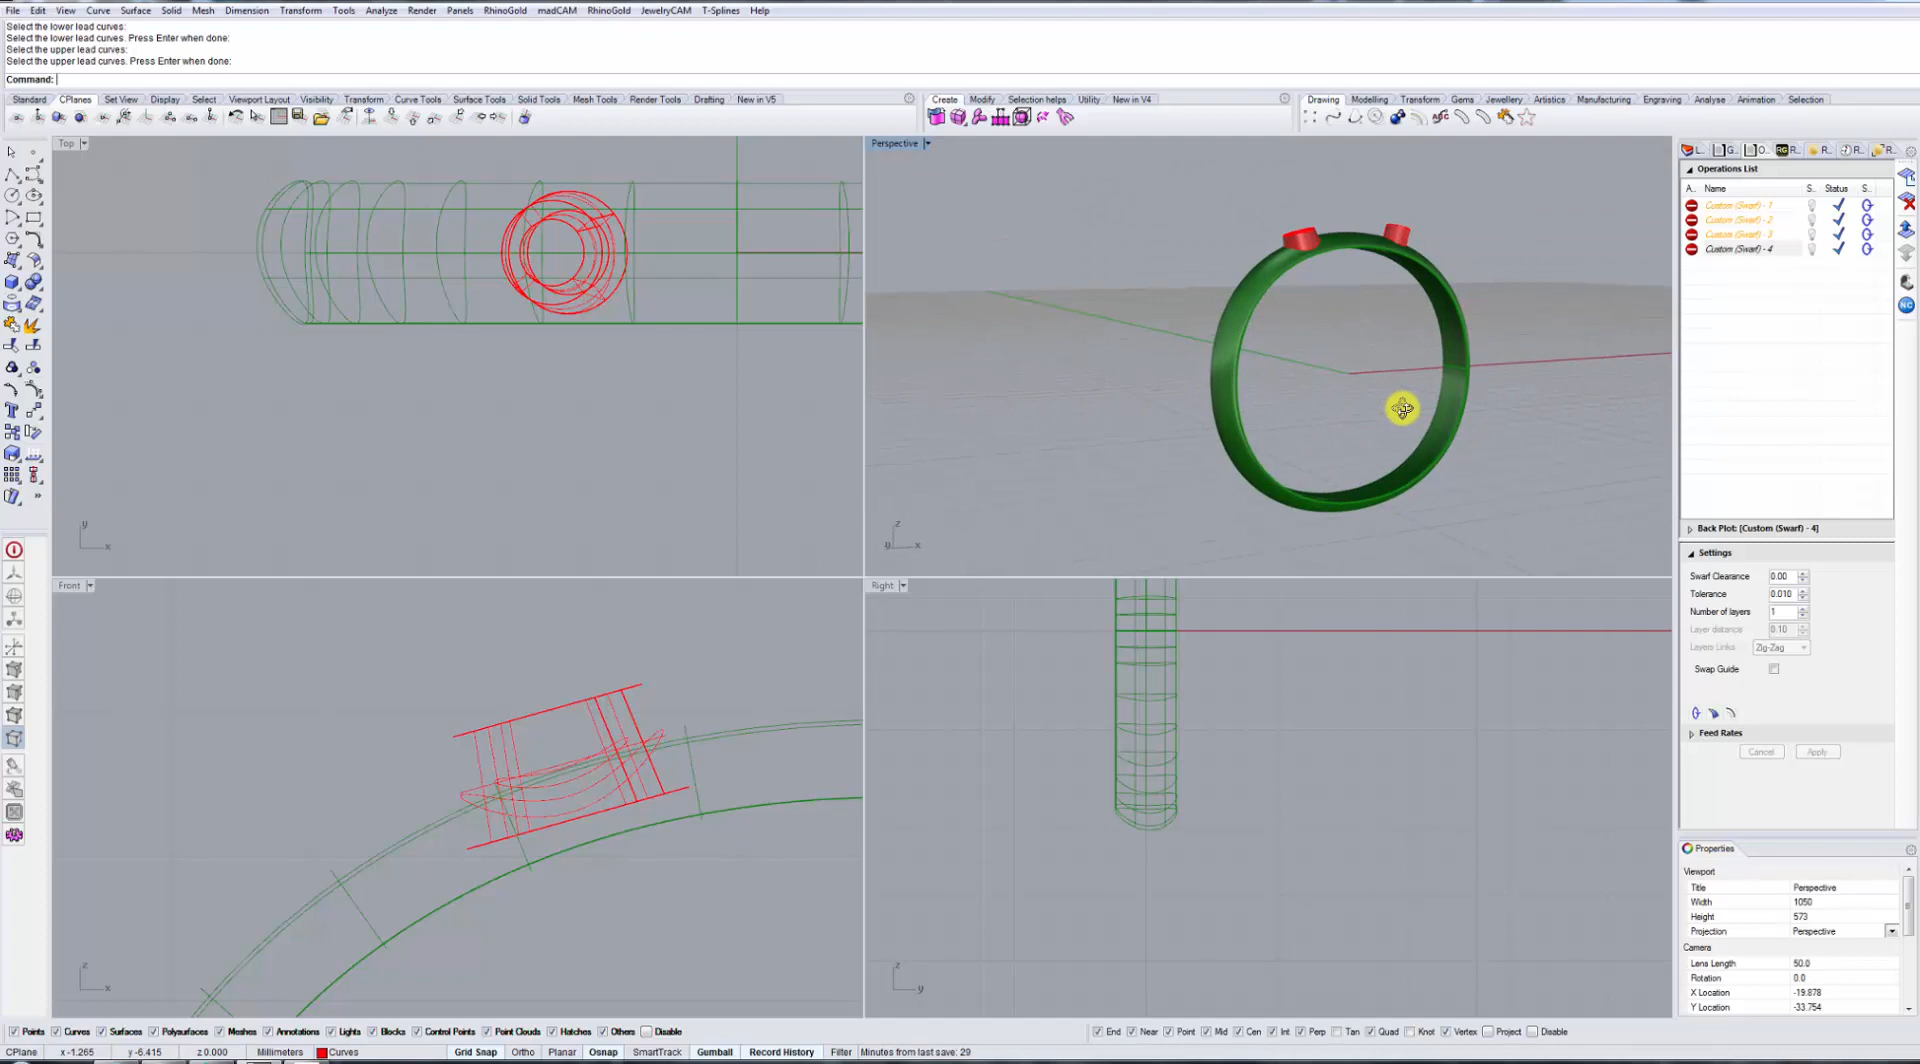 File Edit View Curve Surface Solid Mesh Dimension Transform Tools Analyze Render Panels RhinoGold madCAM RhinoGold JewelryCAM T-Splines Help
Select the lower lead curves:
Select the lower lead curves. Press Enter when done:
Select the upper lead curves:
Select the upper lead curves. Press Enter when done:
Command:
Standard CPlanes Set View Display Select Viewport Layout Visibility Transform Curve Tools Surface Tools Solid Tools Mesh Tools Render Tools Drafting New in V5
Create Modify Selection helps Utility New in V4
Drawing Modelling Transform Gems Jewellery Artistics Manufacturing Engraving Analyse Animation Selection
Top
Perspective
L... G... O... R... R... R... R...
Operations List
A.. Name S.. Status S..
Custom (Swarf) - 1
Custom (Swarf) - 2
Custom (Swarf) - 3
Custom (Swarf) - 4
NC
y
x
z
y x
Back Plot: [Custom (Swarf) - 4]
Settings
Swarf Clearance 0.00
Tolerance 0.010
Number of layers 1
Layer distance 0.10
Layers Links Zig-Zag
Swap Guide
Feed Rates
Cancel Apply
Front
Right
z
x
z
y
Properties
Viewport
Title Perspective
Width 1050
Height 573
Projection Perspective
Camera
Lens Length 50.0
Rotation 0.0
X Location -19.878
Y Location -33.754
Points Curves Surfaces Polysurfaces Meshes Annotations Lights Blocks Control Points Point Clouds Hatches Others Disable
End Near Point Mid Cen Int Perp Tan Quad Knot Vertex Project Disable
CPlane x -1.265 y -6.415 z 0.000 Millimeters Curves Grid Snap Ortho Planar Osnap SmartTrack Gumball Record History Filter Minutes from last save: 29